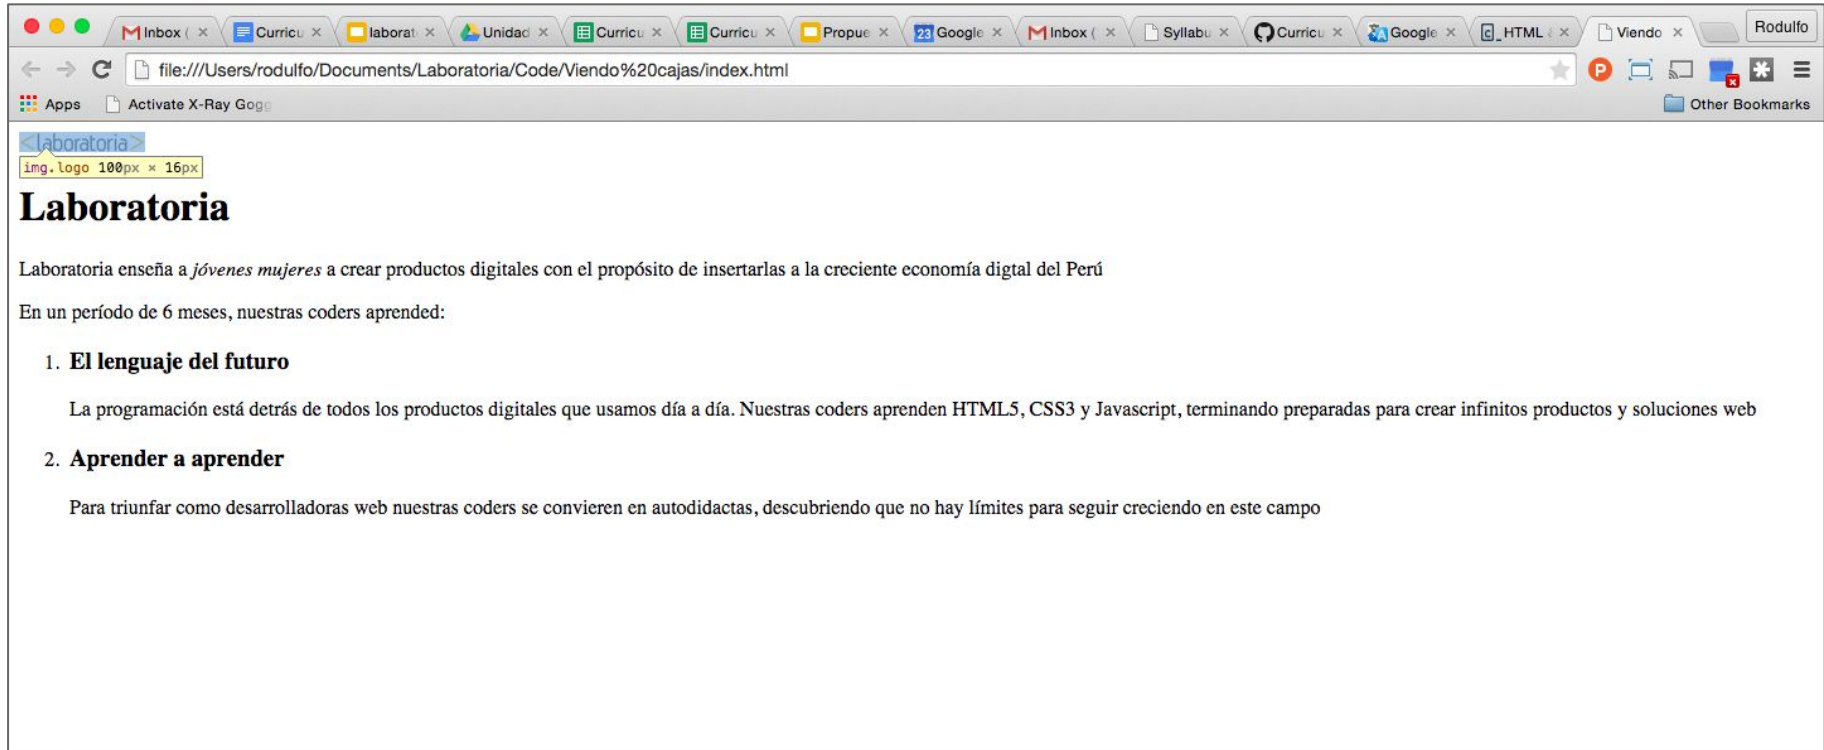 Inbox ( Curricu laborat Unidad Curricu Curricu Propue 23 Google Inbox ( Syllabu Curricu Google c_ HTML & Viendo Rodulfo
file:///Users/rodulfo/Documents/Laboratoria/Code/Viendo%20cajas/index.html
Apps Activate X-Ray Gogg Other Bookmarks
<laboratoria>
img.logo 100px × 16px
Laboratoria
Laboratoria enseña a jóvenes mujeres a crear productos digitales con el propósito de insertarlas a la creciente economía digtal del Perú
En un período de 6 meses, nuestras coders aprended:
1. El lenguaje del futuro
La programación está detrás de todos los productos digitales que usamos día a día. Nuestras coders aprenden HTML5, CSS3 y Javascript, terminando preparadas para crear infinitos productos y soluciones web
2. Aprender a aprender
Para triunfar como desarrolladoras web nuestras coders se convieren en autodidactas, descubriendo que no hay límites para seguir creciendo en este campo